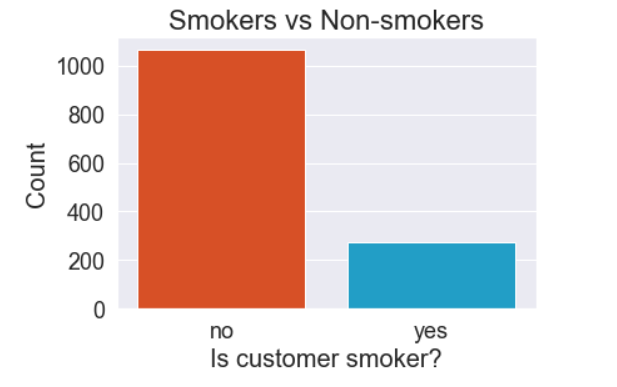 Smokers vs Non-smokers
1000
800
600
400
200
0
Count
no yes
Is customer smoker?